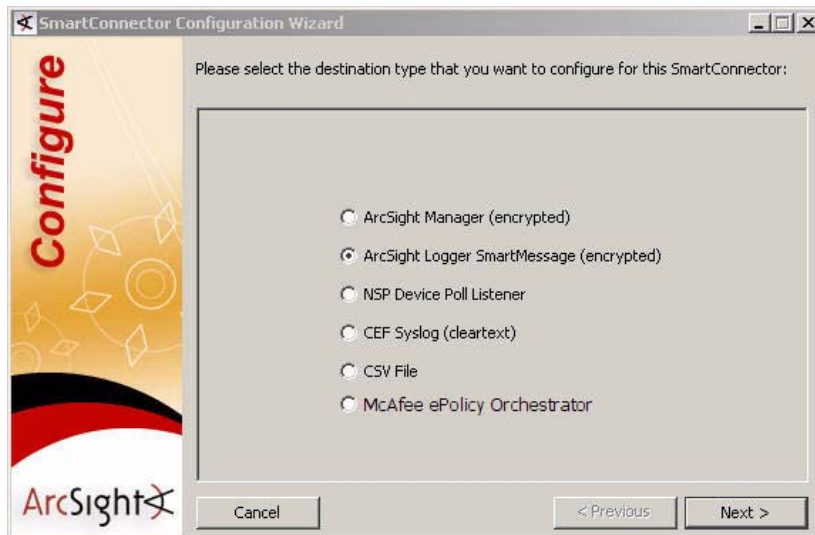 SmartConnector Configuration Wizard
Configure
Please select the destination type that you want to configure for this SmartConnector:
ArcSight Manager (encrypted)
ArcSight Logger SmartMessage (encrypted)
NSP Device Poll Listener
CEF Syslog (cleartext)
CSV File
McAfee ePolicy Orchestrator
ArcSight
Cancel
< Previous
Next >